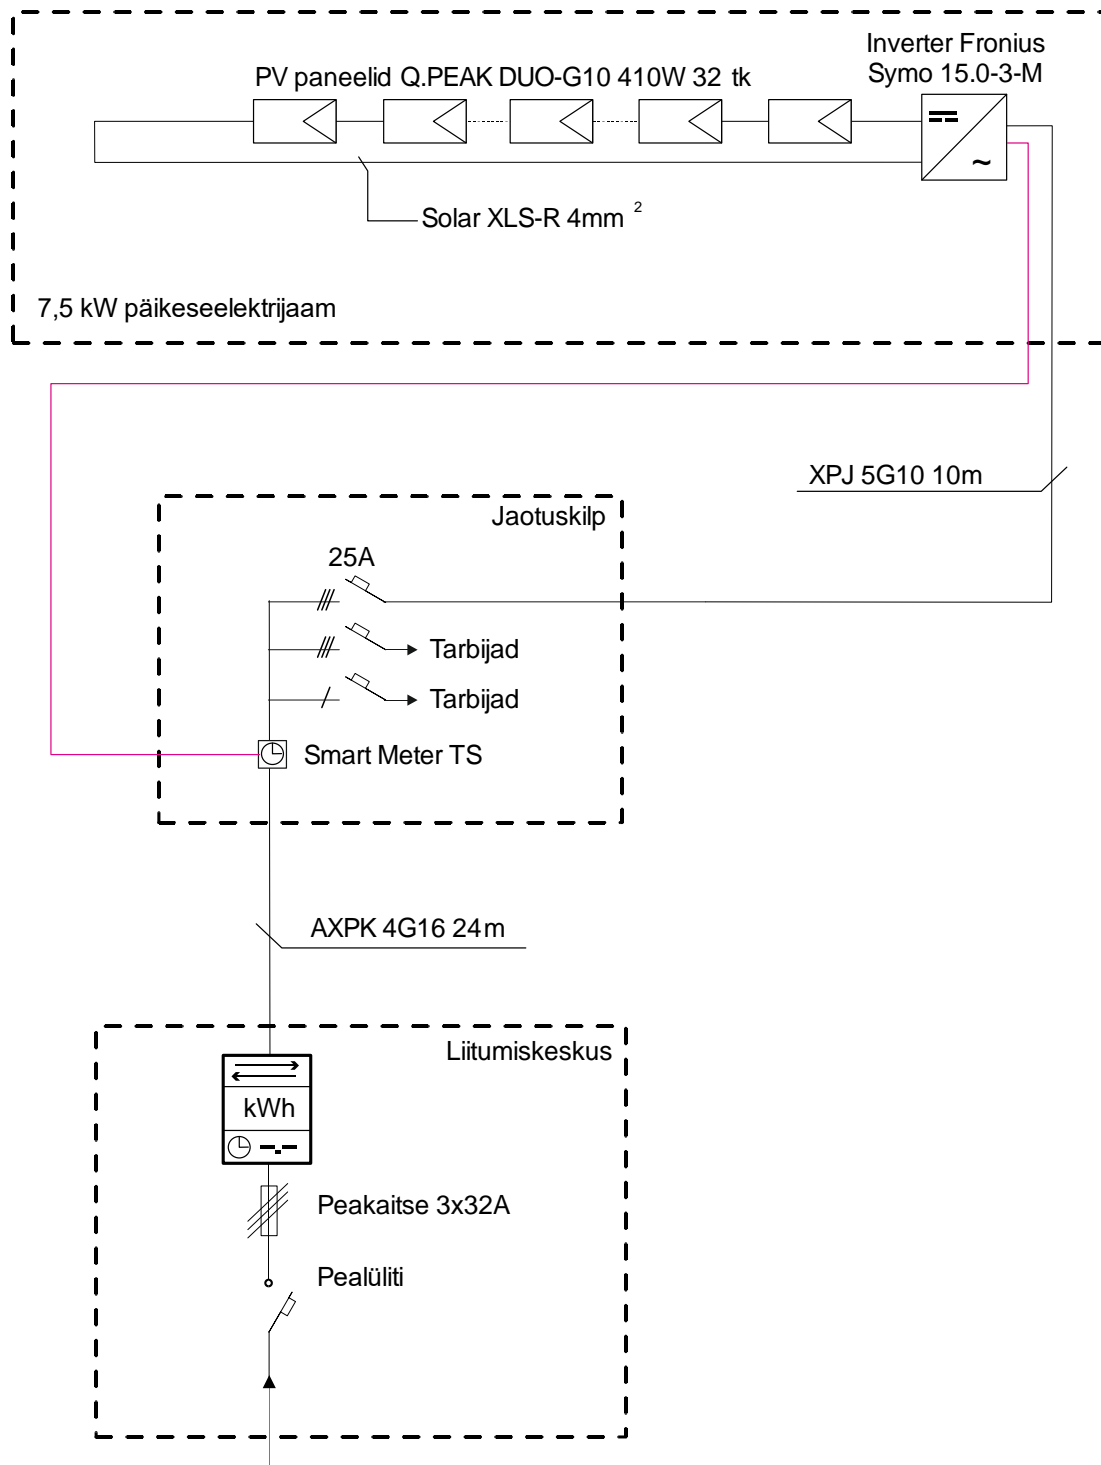 Inverter Fronius
Symo 15.0-3-M
PV paneelid Q.PEAK DUO-G10 410W 32 tk
Solar XLS-R 4mm ²
7,5 kW päikeseelektrijaam
XPJ 5G10 10m
Jaotuskilp
25A
Tarbijad
Tarbijad
Smart Meter TS
AXPK 4G16 24m
Liitumiskeskus
kWh
Peakaitse 3x32A
Pealüliti